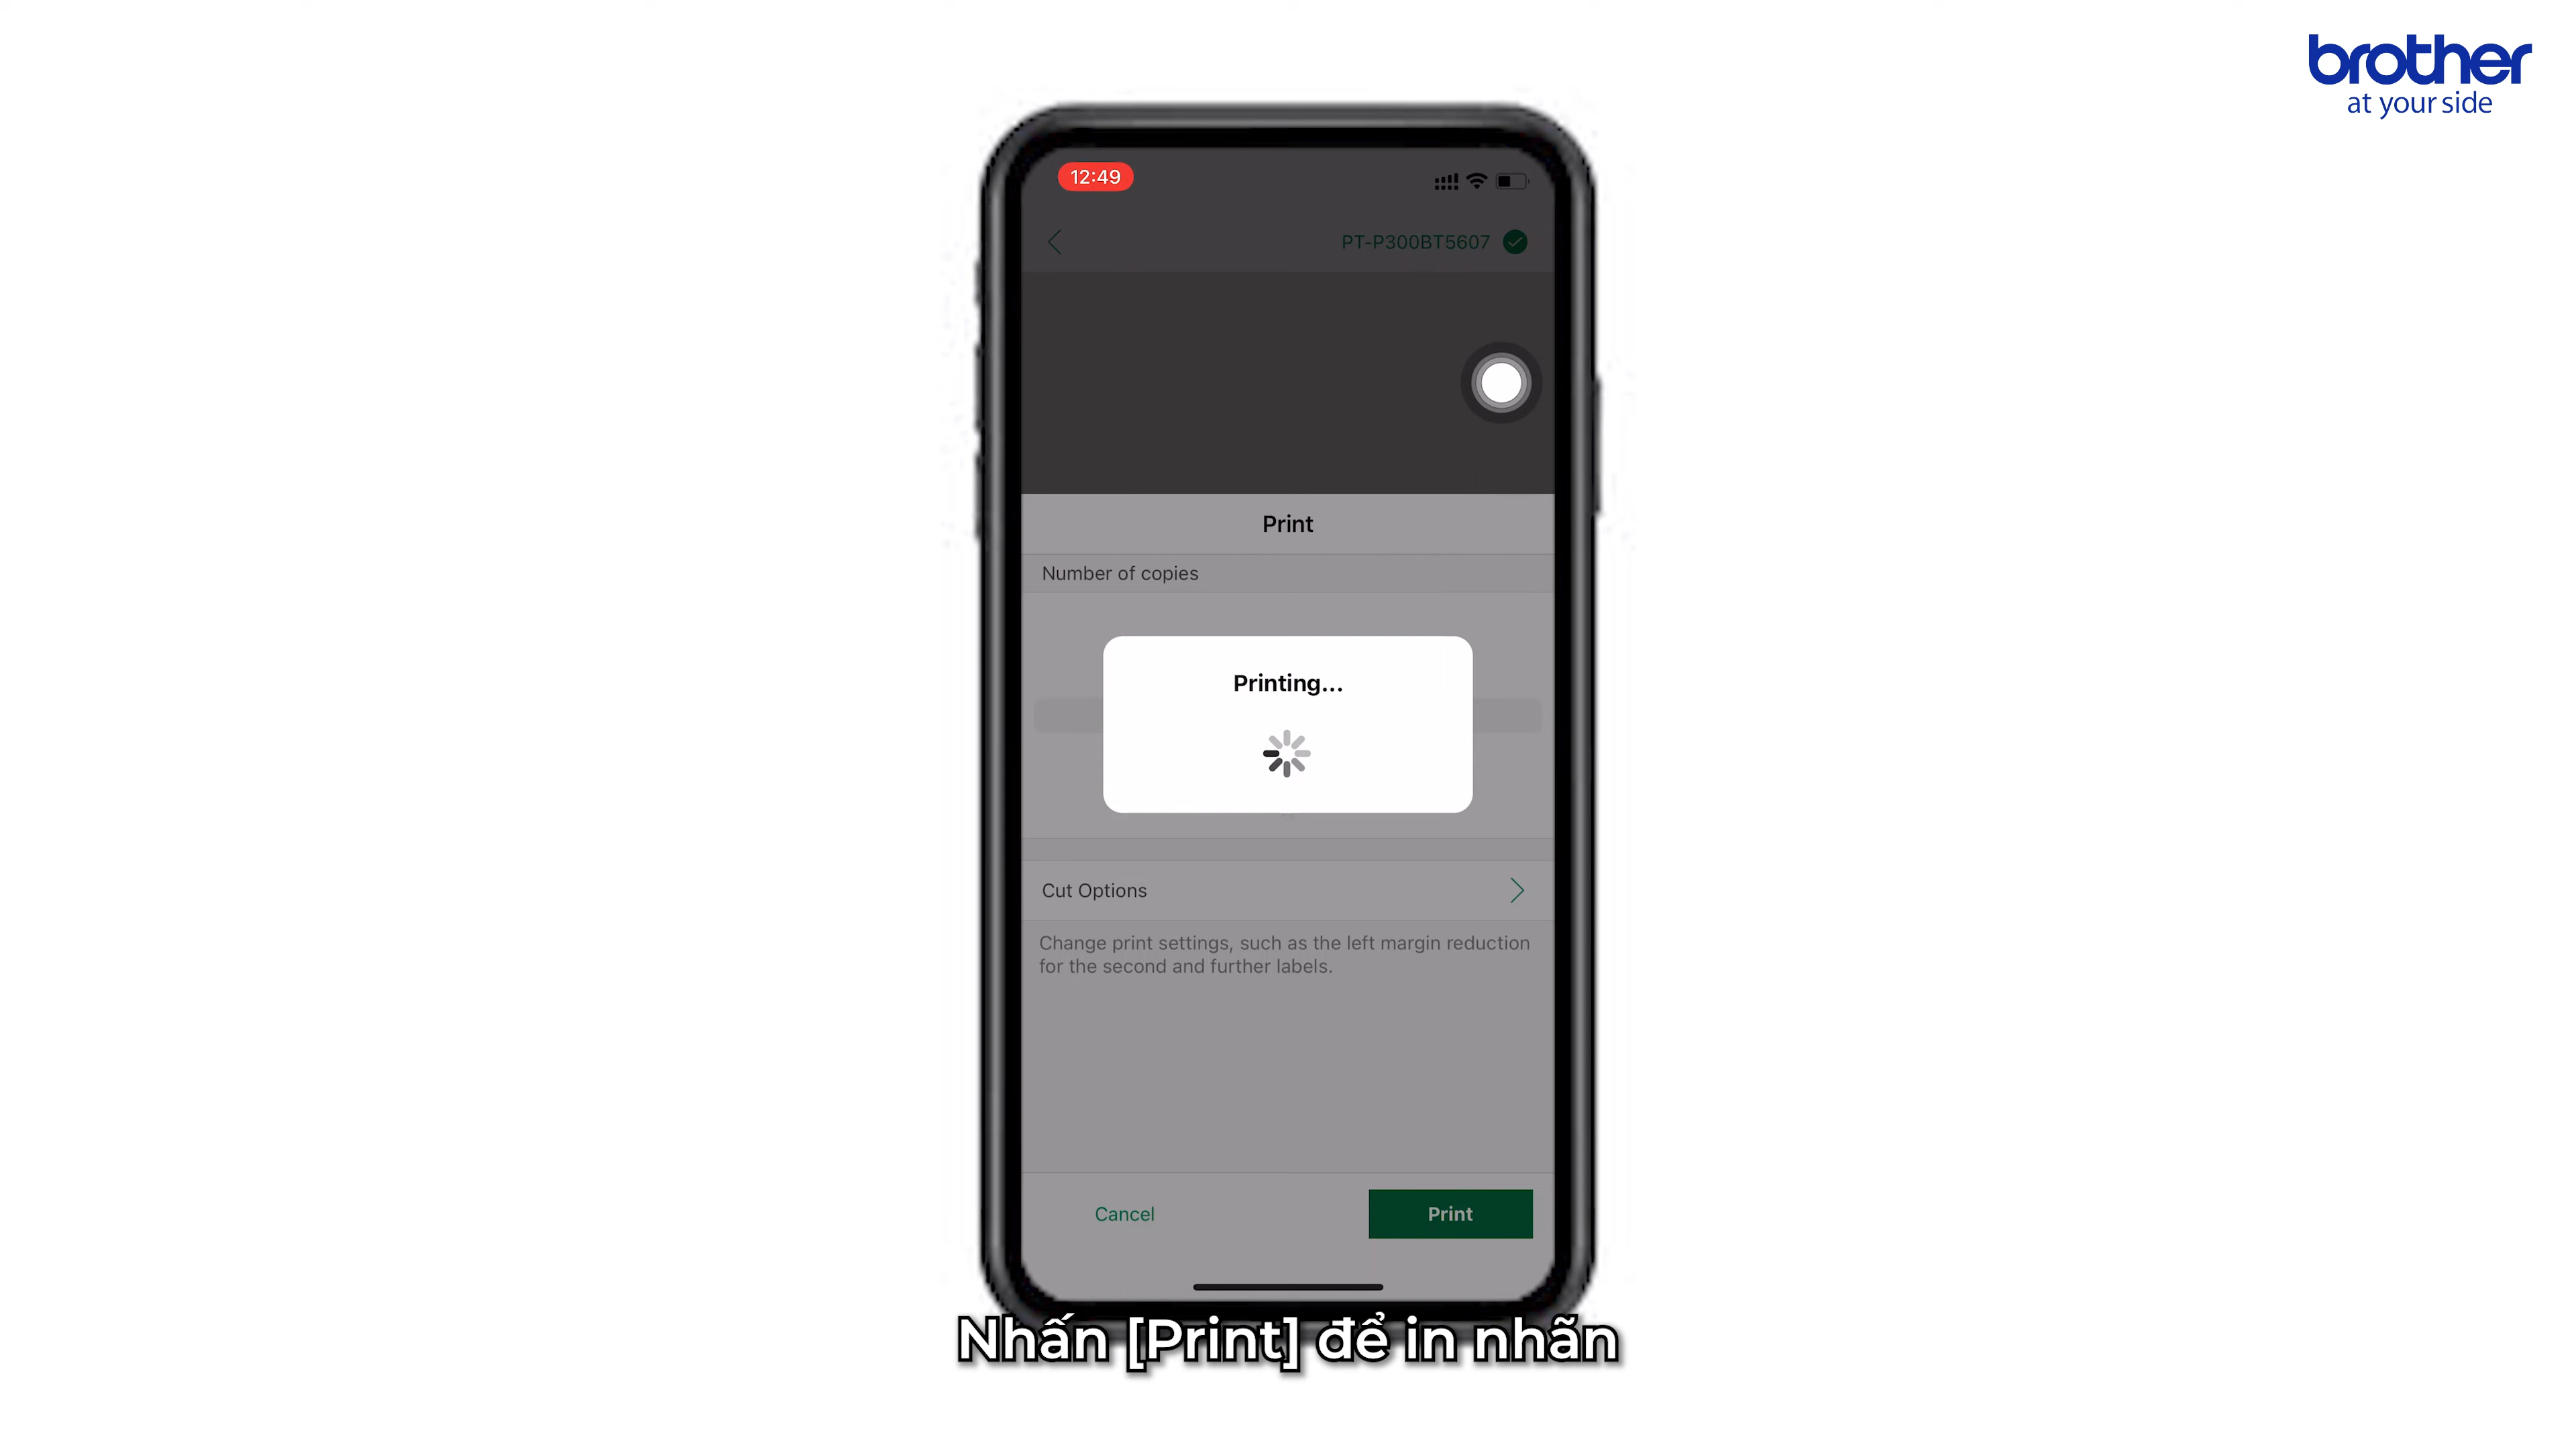 brother
at your side
12:49
PT-P300BT5607
Print
Number of copies
Printing...
Cut Options
Change print settings, such as the left margin reduction
for the second and further labels.
Cancel
Print
Nhấn [Print] để in nhãn